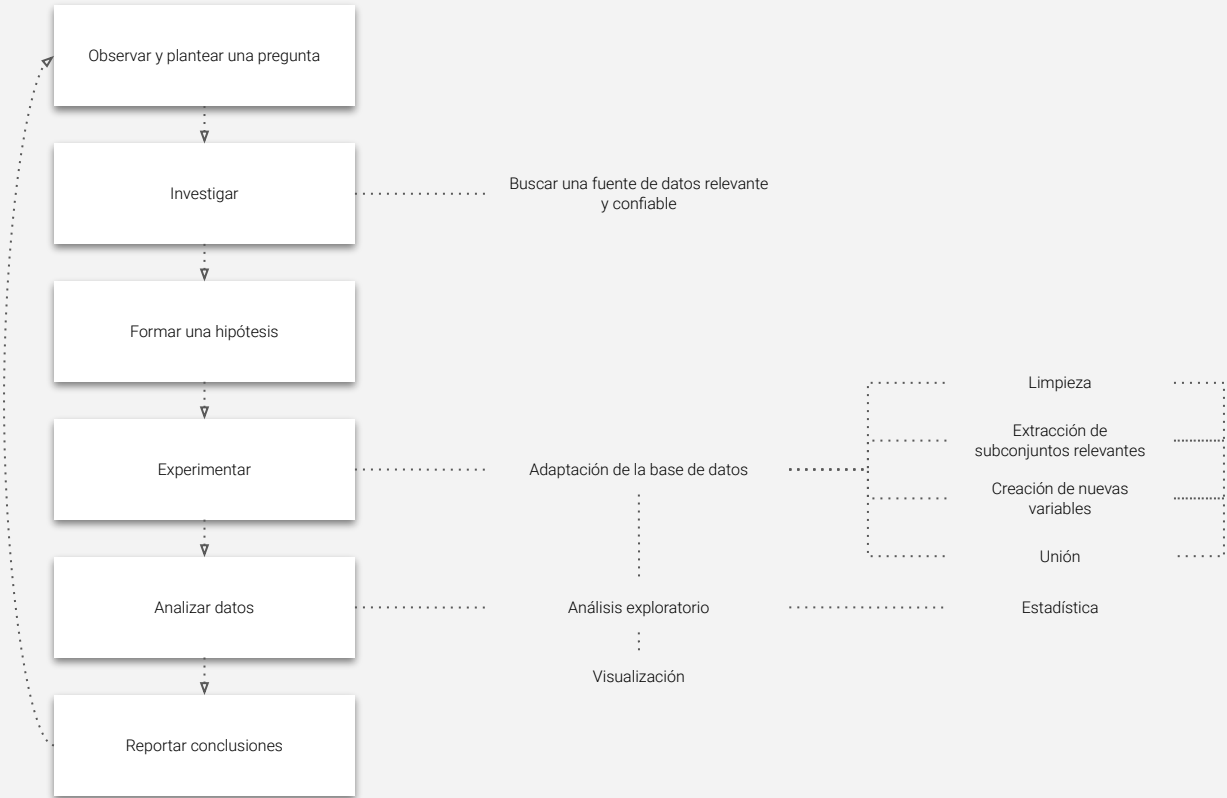 Observar y plantear una pregunta
Investigar
Buscar una fuente de datos relevante
y confiable
Formar una hipótesis
Limpieza
Extracción de
subconjuntos relevantes
Experimentar
Adaptación de la base de datos
Creación de nuevas
variables
Unión
Analizar datos
Análisis exploratorio
Estadística
Visualización
Reportar conclusiones